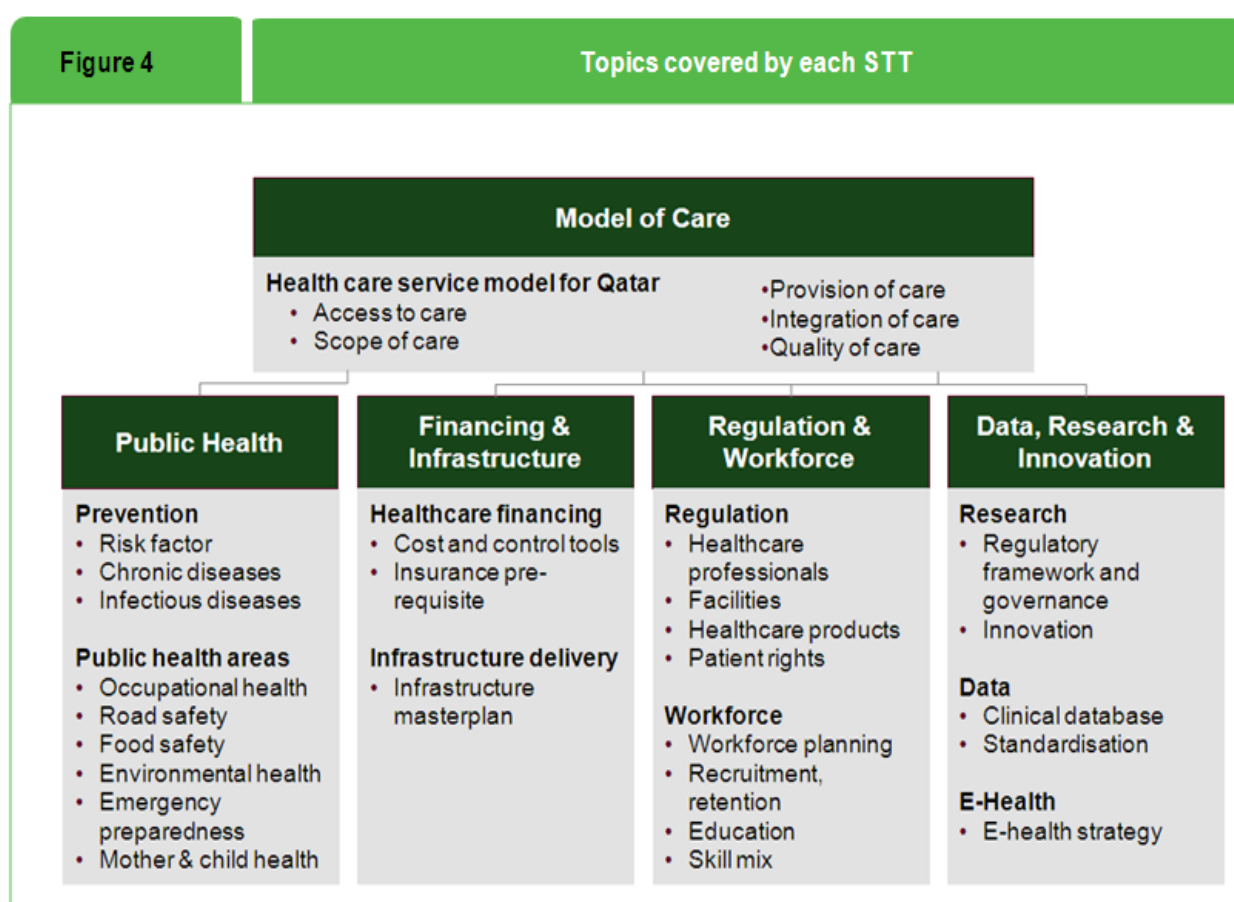 Figure 4
Topics covered by each STT
Model of Care
Health care service model for Qatar
• Access to care
• Scope of care
•Provision of care
•Integration of care
•Quality of care
Public Health
Prevention
• Risk factor
• Chronic diseases
• Infectious diseases
Public health areas
• Occupational health
• Road safety
• Food safety
• Environmental health
• Emergency
preparedness
• Mother & child health
Financing &
Infrastructure
Healthcare financing
• Cost and control tools
• Insurance pre-
requisite
Infrastructure delivery
• Infrastructure
masterplan
Regulation &
Workforce
Regulation
• Healthcare
professionals
• Facilities
• Healthcare products
• Patient rights
Workforce
• Workforce planning
• Recruitment,
retention
• Education
• Skill mix
Data, Research &
Innovation
Research
• Regulatory
framework and
governance
• Innovation
Data
• Clinical database
• Standardisation
E-Health
• E-health strategy